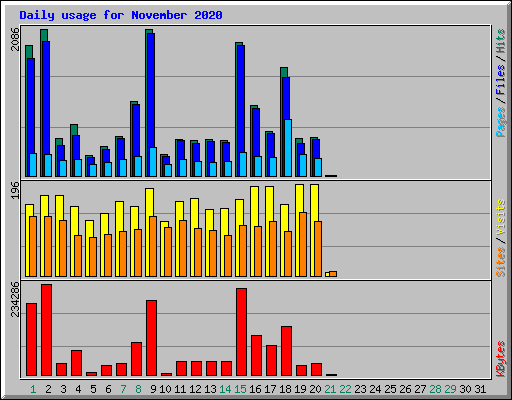 Daily usage for November 2020
2086
Pages / Files / Hits
196
Sites / Visits
234286
KBytes
1 2 3 4 5 6 7 8 9 10 11 12 13 14 15 16 17 18 19 20 21 22 23 24 25 26 27 28 29 30 31